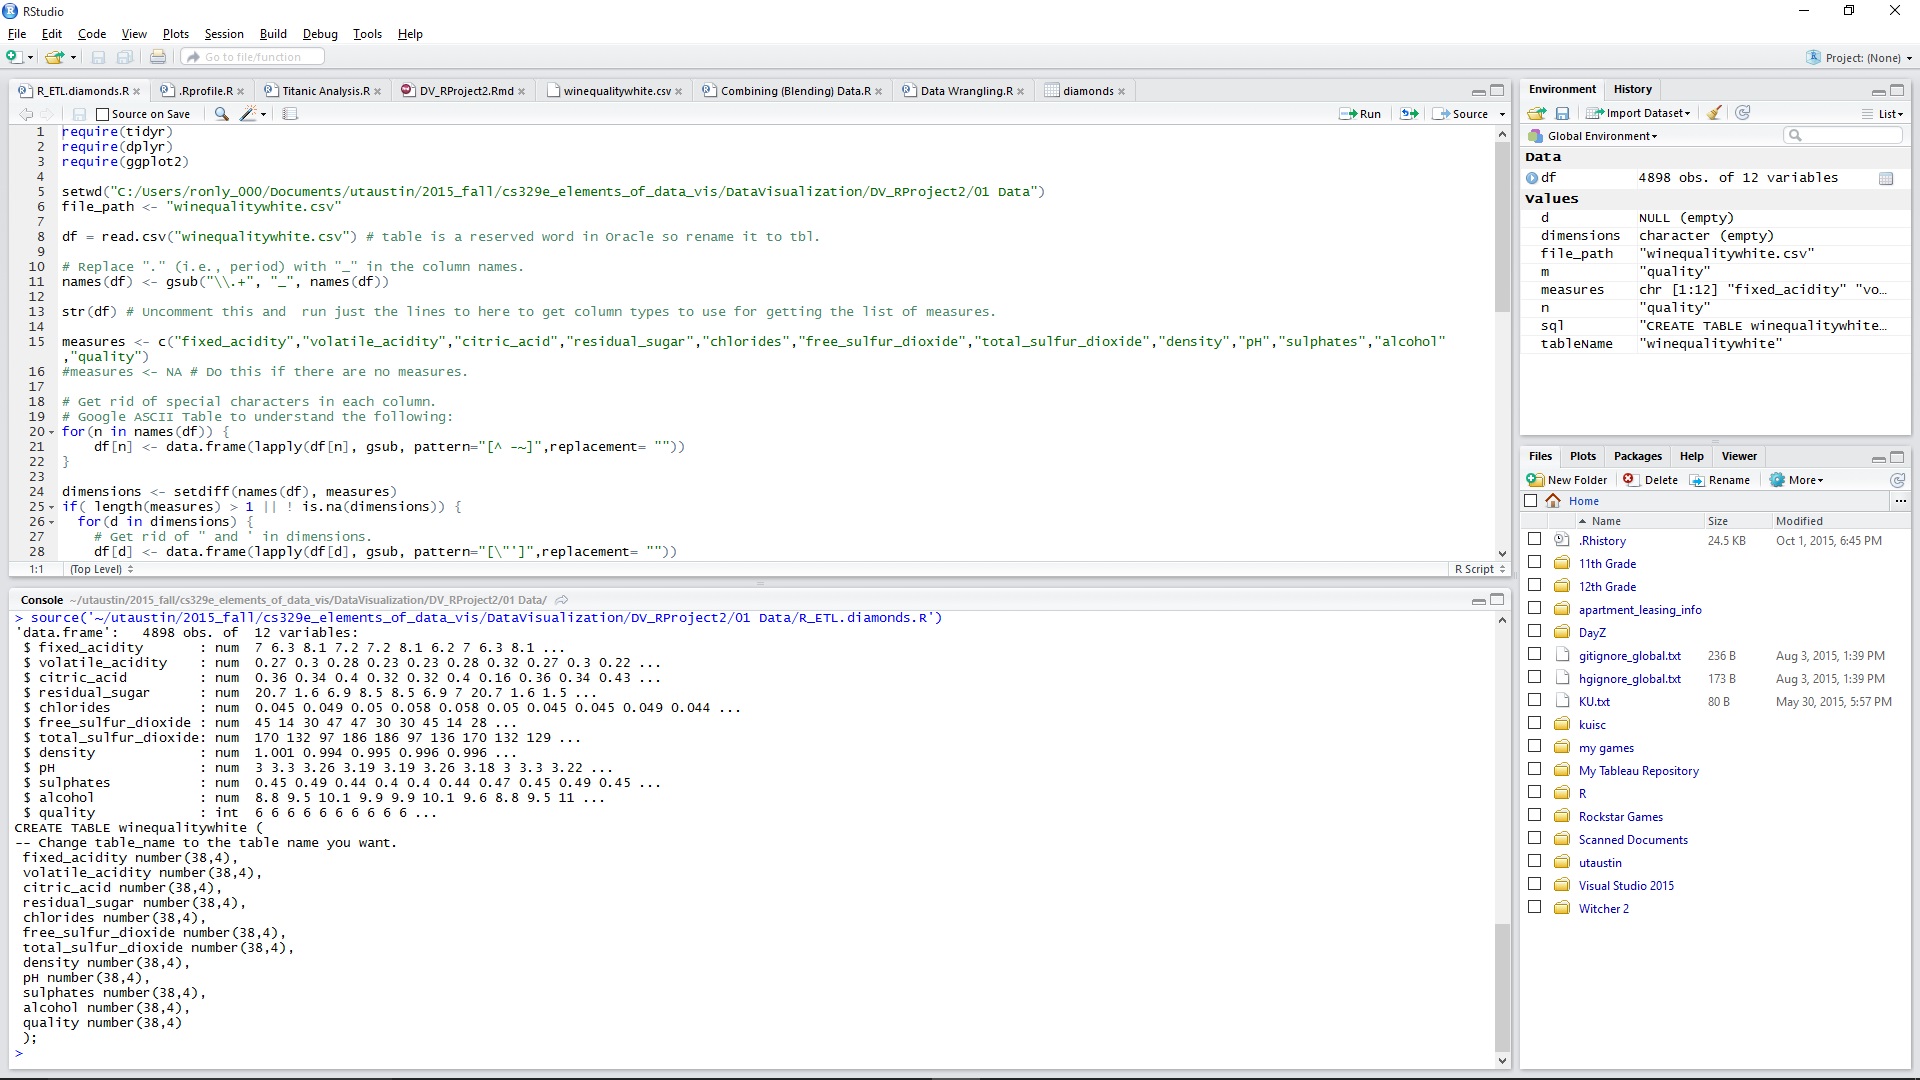 RStudio
File Edit Code View Plots Session Build Debug Tools Help
Go to file/function
Project: (None)
R_ETL.diamonds.R .Rprofile.R Titanic Analysis.R DV_RProject2.Rmd winequalitywhite.csv Combining (Blending) Data.R Data Wrangling.R diamonds
Source on Save Run Source
1 require(tidyr)
2 require(dplyr)
3 require(ggplot2)
4
5 setwd("C:/Users/ronly_000/Documents/utaustin/2015_fall/cs329e_elements_of_data_vis/DataVisualization/DV_RProject2/01 Data")
6 file_path <- "winequalitywhite.csv"
7
8 df = read.csv("winequalitywhite.csv") # table is a reserved word in Oracle so rename it to tbl.
9
10 # Replace "." (i.e., period) with "_" in the column names.
11 names(df) <- gsub("\\.+", "_", names(df))
12
13 str(df) # Uncomment this and  run just the lines to here to get column types to use for getting the list of measures.
14
15 measures <- c("fixed_acidity","volatile_acidity","citric_acid","residual_sugar","chlorides","free_sulfur_dioxide","total_sulfur_dioxide","density","pH","sulphates","alcohol"
,"quality")
16 #measures <- NA # Do this if there are no measures.
17
18 # Get rid of special characters in each column.
19 # Google ASCII Table to understand the following:
20 for(n in names(df)) {
21 df[n] <- data.frame(lapply(df[n], gsub, pattern="[^ -~]",replacement= ""))
22 }
23
24 dimensions <- setdiff(names(df), measures)
25 if( length(measures) > 1 || ! is.na(dimensions)) {
26 for(d in dimensions) {
27 # Get rid of " and ' in dimensions.
28 df[d] <- data.frame(lapply(df[d], gsub, pattern="[\"']",replacement= ""))
1:1 (Top Level) R Script
Console ~/utaustin/2015_fall/cs329e_elements_of_data_vis/DataVisualization/DV_RProject2/01 Data/
> source('~/utaustin/2015_fall/cs329e_elements_of_data_vis/DataVisualization/DV_RProject2/01 Data/R_ETL.diamonds.R')
'data.frame': 4898 obs. of 12 variables:
$ fixed_acidity : num 7 6.3 8.1 7.2 7.2 8.1 6.2 7 6.3 8.1 ...
$ volatile_acidity : num 0.27 0.3 0.28 0.23 0.23 0.28 0.32 0.27 0.3 0.22 ...
$ citric_acid : num 0.36 0.34 0.4 0.32 0.32 0.4 0.16 0.36 0.34 0.43 ...
$ residual_sugar : num 20.7 1.6 6.9 8.5 8.5 6.9 7 20.7 1.6 1.5 ...
$ chlorides : num 0.045 0.049 0.05 0.058 0.058 0.05 0.045 0.045 0.049 0.044 ...
$ free_sulfur_dioxide : num 45 14 30 47 47 30 30 45 14 28 ...
$ total_sulfur_dioxide: num 170 132 97 186 186 97 136 170 132 129 ...
$ density : num 1.001 0.994 0.995 0.996 0.996 ...
$ pH : num 3 3.3 3.26 3.19 3.19 3.26 3.18 3 3.3 3.22 ...
$ sulphates : num 0.45 0.49 0.44 0.4 0.4 0.44 0.47 0.45 0.49 0.45 ...
$ alcohol : num 8.8 9.5 10.1 9.9 9.9 10.1 9.6 8.8 9.5 11 ...
$ quality : int 6 6 6 6 6 6 6 6 6 6 ...
CREATE TABLE winequalitywhite (
-- Change table_name to the table name you want.
fixed_acidity number(38,4),
volatile_acidity number(38,4),
citric_acid number(38,4),
residual_sugar number(38,4),
chlorides number(38,4),
free_sulfur_dioxide number(38,4),
total_sulfur_dioxide number(38,4),
density number(38,4),
pH number(38,4),
sulphates number(38,4),
alcohol number(38,4),
quality number(38,4)
);
>
Environment History
Import Dataset List
Global Environment
Data
df 4898 obs. of 12 variables
Values
d NULL (empty)
dimensions character (empty)
file_path "winequalitywhite.csv"
m "quality"
measures chr [1:12] "fixed_acidity" "vo...
n "quality"
sql "CREATE TABLE winequalitywhite...
tableName "winequalitywhite"
Files Plots Packages Help Viewer
New Folder Delete Rename More
Home ...
Name Size Modified
.Rhistory 24.5 KB Oct 1, 2015, 6:45 PM
11th Grade
12th Grade
apartment_leasing_info
DayZ
gitignore_global.txt 236 B Aug 3, 2015, 1:39 PM
hgignore_global.txt 173 B Aug 3, 2015, 1:39 PM
KU.txt 80 B May 30, 2015, 5:57 PM
kuisc
my games
My Tableau Repository
R
Rockstar Games
Scanned Documents
utaustin
Visual Studio 2015
Witcher 2